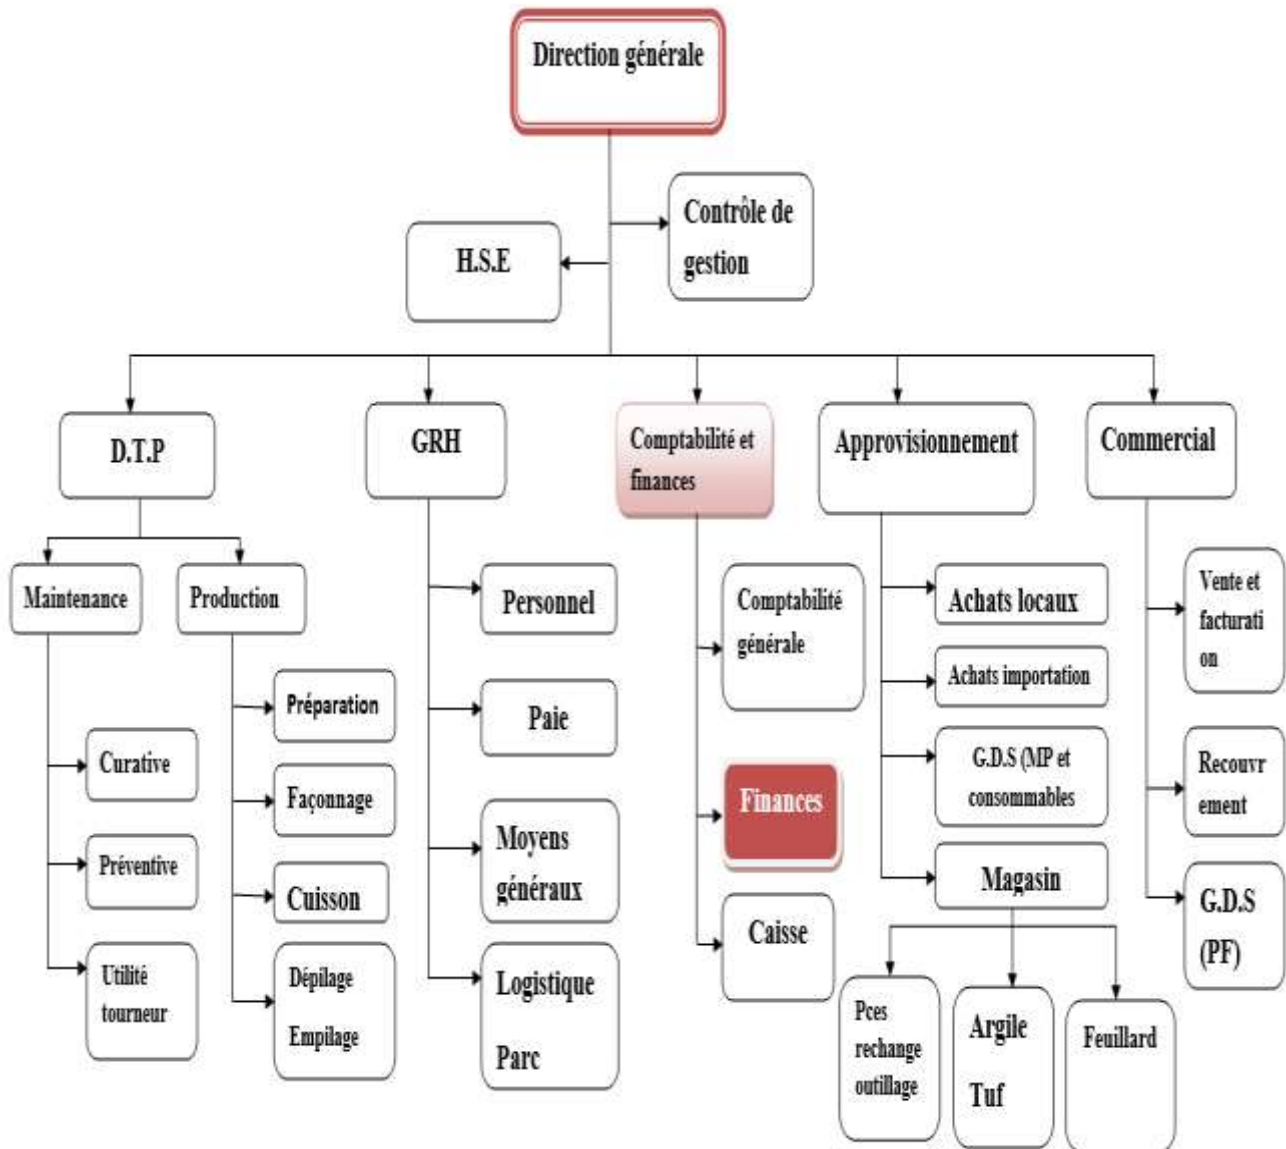 Direction générale
Contrôle de
gestion
H.S.E
D.T.P
GRH
Comptabilité et
finances
Approvisionnement
Commercial
Maintenance
Production
Curative
Préventive
Utilité
tourneur
Préparation
Façonnage
Cuisson
Dépilage
Empilage
Personnel
Paie
Moyens
généraux
Logistique
Parc
Comptabilité
générale
Finances
Caisse
Achats locaux
Achats importation
G.D.S (MP et
consommables
Magasin
Pces
rechange
outillage
Argile
Tuf
Feuillard
Vente et
facturati
on
Recouvr
ement
G.D.S
(PF)